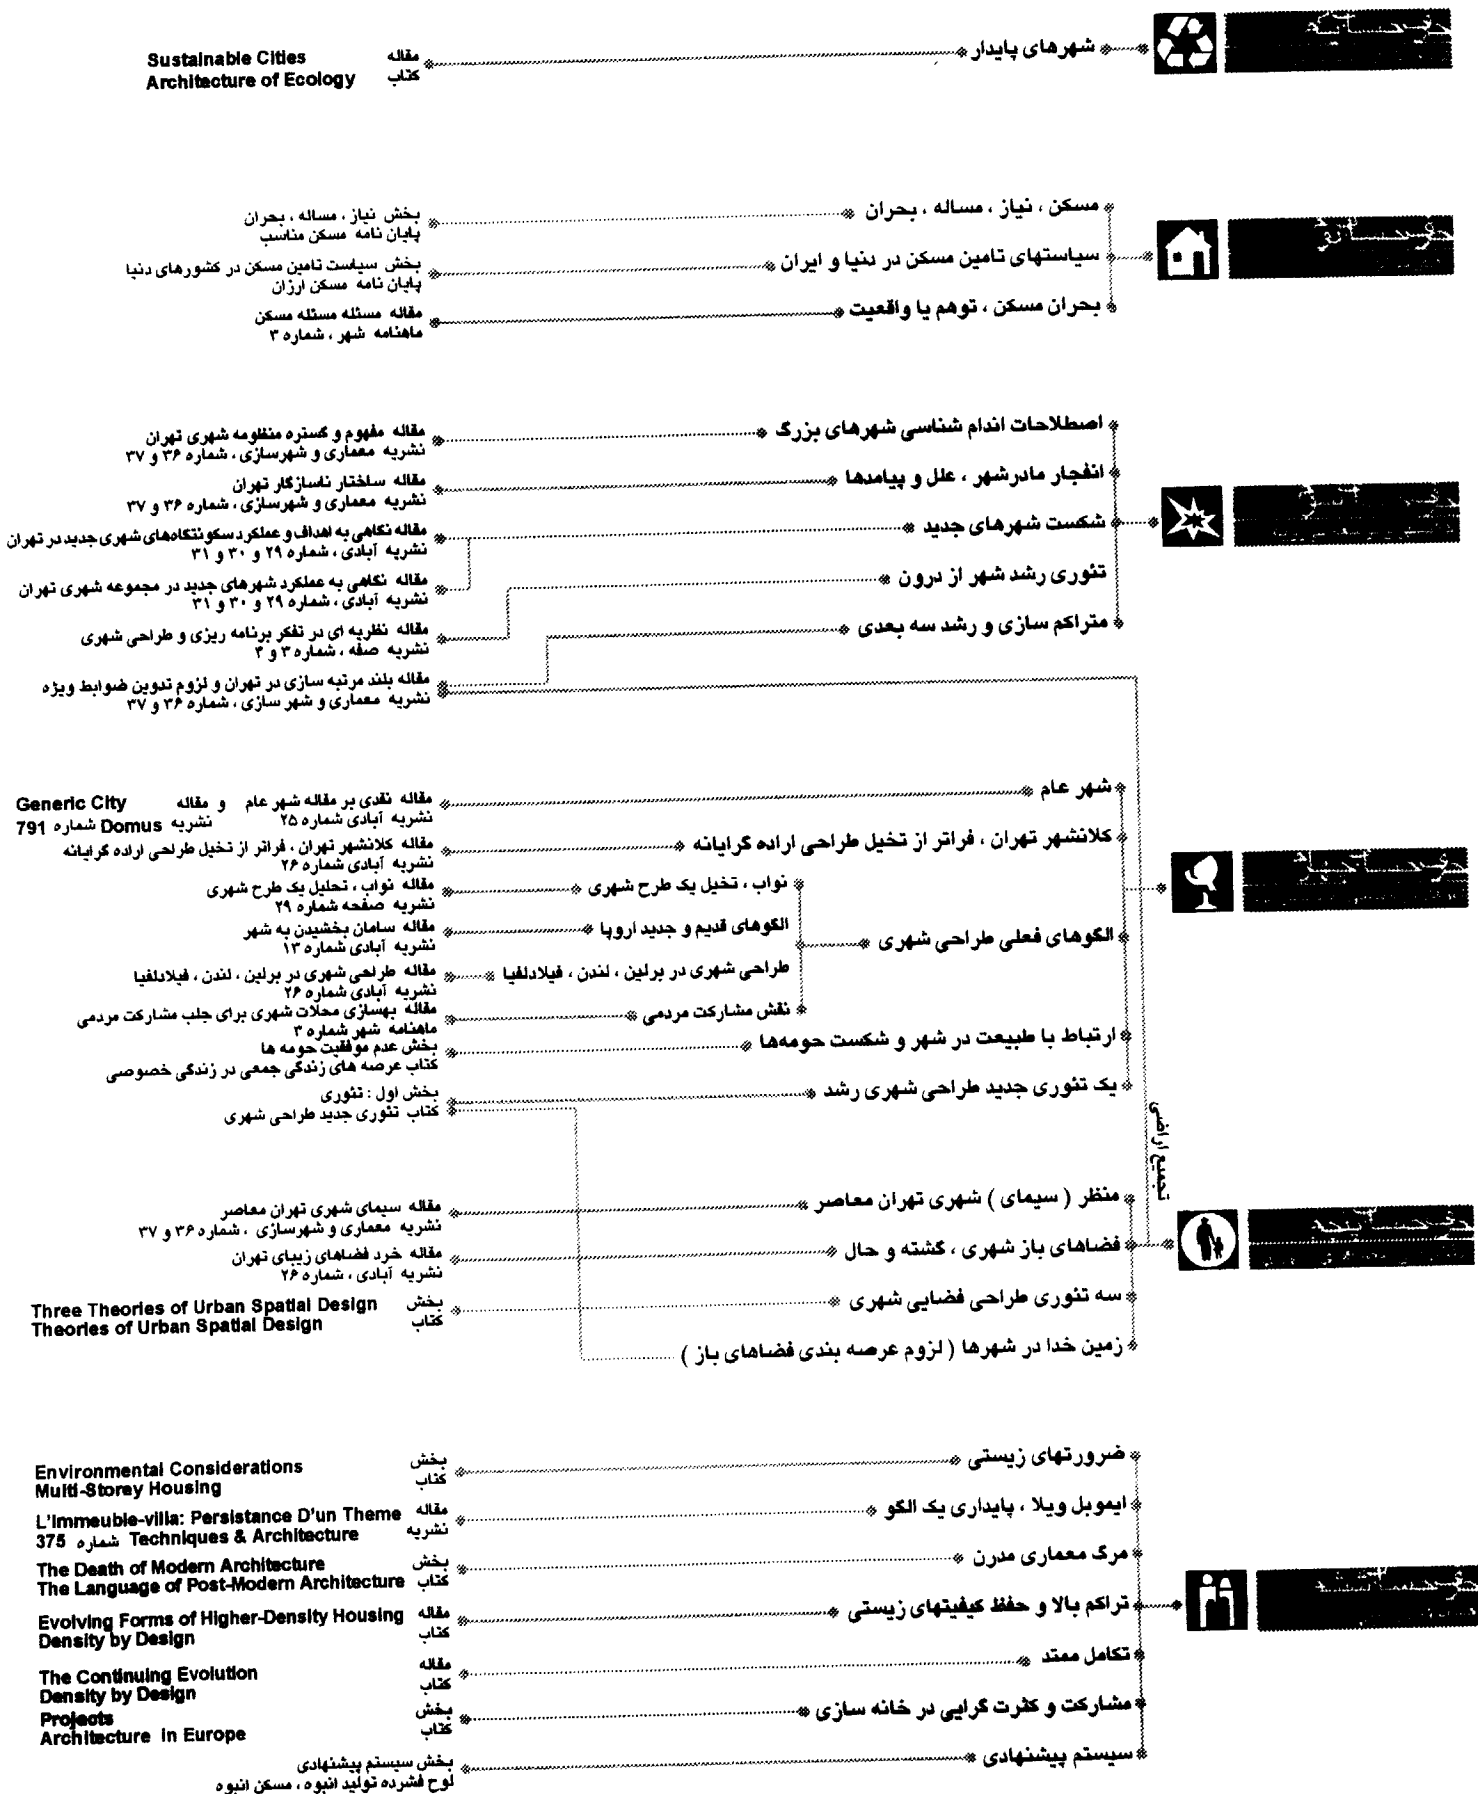 شهرهای پایدار
مقاله Sustainable Cities
کتاب Architecture of Ecology
مسکن ، نیاز ، مساله ، بحران
بخش نیاز ، مساله ، بحران
پایان نامه مسکن مناسب
سیاستهای تامین مسکن در دنیا و ایران
بخش سیاست تامین مسکن در کشورهای دنیا
پایان نامه مسکن ارزان
بحران مسکن ، توهم یا واقعیت
مقاله مسئله مسئله مسکن
ماهنامه شهر ، شماره ۳
اصطلاحات اندام شناسی شهرهای بزرگ
مقاله مفهوم و گستره منظومه شهری تهران
نشریه معماری و شهرسازی ، شماره ۳۶ و ۳۷
انفجار مادرشهر ، علل و پیامدها
مقاله ساختار ناسازگار تهران
نشریه معماری و شهرسازی ، شماره ۳۶ و ۳۷
شکست شهرهای جدید
مقاله نگاهی به اهداف و عملکرد سکونتگاه‌های شهری جدید در تهران
نشریه آبادی ، شماره ۲۹ و ۳۰ و ۳۱
تئوری رشد شهر از درون
مقاله نگاهی به عملکرد شهرهای جدید در مجموعه شهری تهران
نشریه آبادی ، شماره ۲۹ و ۳۰ و ۳۱
متراکم سازی و رشد سه بعدی
مقاله نظریه ای در تفکر برنامه ریزی و طراحی شهری
نشریه صفه ، شماره ۳ و ۴
مقاله بلند مرتبه سازی در تهران و لزوم تدوین ضوابط ویژه
نشریه معماری و شهر سازی ، شماره ۳۶ و ۳۷
شهر عام
مقاله نقدی بر مقاله شهر عام و مقاله Generic City
نشریه آبادی شماره ۲۵ نشریه Domus شماره 791
کلانشهر تهران ، فراتر از تخیل طراحی اراده گرایانه
مقاله کلانشهر تهران ، فراتر از تخیل طراحی اراده گرایانه
نشریه آبادی شماره ۲۶
نواب ، تخیل یک طرح شهری
مقاله نواب ، تحلیل یک طرح شهری
نشریه صفحه شماره ۲۹
الگوهای فعلی طراحی شهری
الگوهای قدیم و جدید اروپا
مقاله سامان بخشیدن به شهر
نشریه آبادی شماره ۱۳
طراحی شهری در برلین ، لندن ، فیلادلفیا
مقاله طراحی شهری در برلین ، لندن ، فیلادلفیا
نشریه آبادی شماره ۲۶
نقش مشارکت مردمی
مقاله بهسازی محلات شهری برای جلب مشارکت مردمی
ماهنامه شهر شماره ۳
ارتباط با طبیعت در شهر و شکست حومه‌ها
بخش عدم موفقیت حومه ها
کتاب عرصه های زندگی جمعی در زندگی خصوصی
یک تئوری جدید طراحی شهری رشد
بخش اول : تئوری
کتاب تئوری جدید طراحی شهری
تجمیع اراضی
منظر ( سیمای ) شهری تهران معاصر
مقاله سیمای شهری تهران معاصر
نشریه معماری و شهرسازی ، شماره ۳۶ و ۳۷
فضاهای باز شهری ، گشته و حال
مقاله خرد فضاهای زیبای تهران
نشریه آبادی ، شماره ۲۶
سه تئوری طراحی فضایی شهری
بخش Three Theories of Urban Spatial Design
کتاب Theories of Urban Spatial Design
زمین خدا در شهرها ( لزوم عرصه بندی فضاهای باز )
ضرورتهای زیستی
بخش Environmental Considerations
کتاب Multi-Storey Housing
ایموبل ویلا ، پایداری یک الگو
مقاله L'Immeuble-villa: Persistance D'un Theme
نشریه Techniques & Architecture شماره 375
مرگ معماری مدرن
بخش The Death of Modern Architecture
کتاب The Language of Post-Modern Architecture
تراکم بالا و حفظ کیفیتهای زیستی
مقاله Evolving Forms of Higher-Density Housing
کتاب Density by Design
تکامل ممتد
مقاله The Continuing Evolution
کتاب Density by Design
مشارکت و کثرت گرایی در خانه سازی
بخش Projects
کتاب Architecture in Europe
سیستم پیشنهادی
بخش سیستم پیشنهادی
لوح فشرده تولید انبوه ، مسکن انبوه